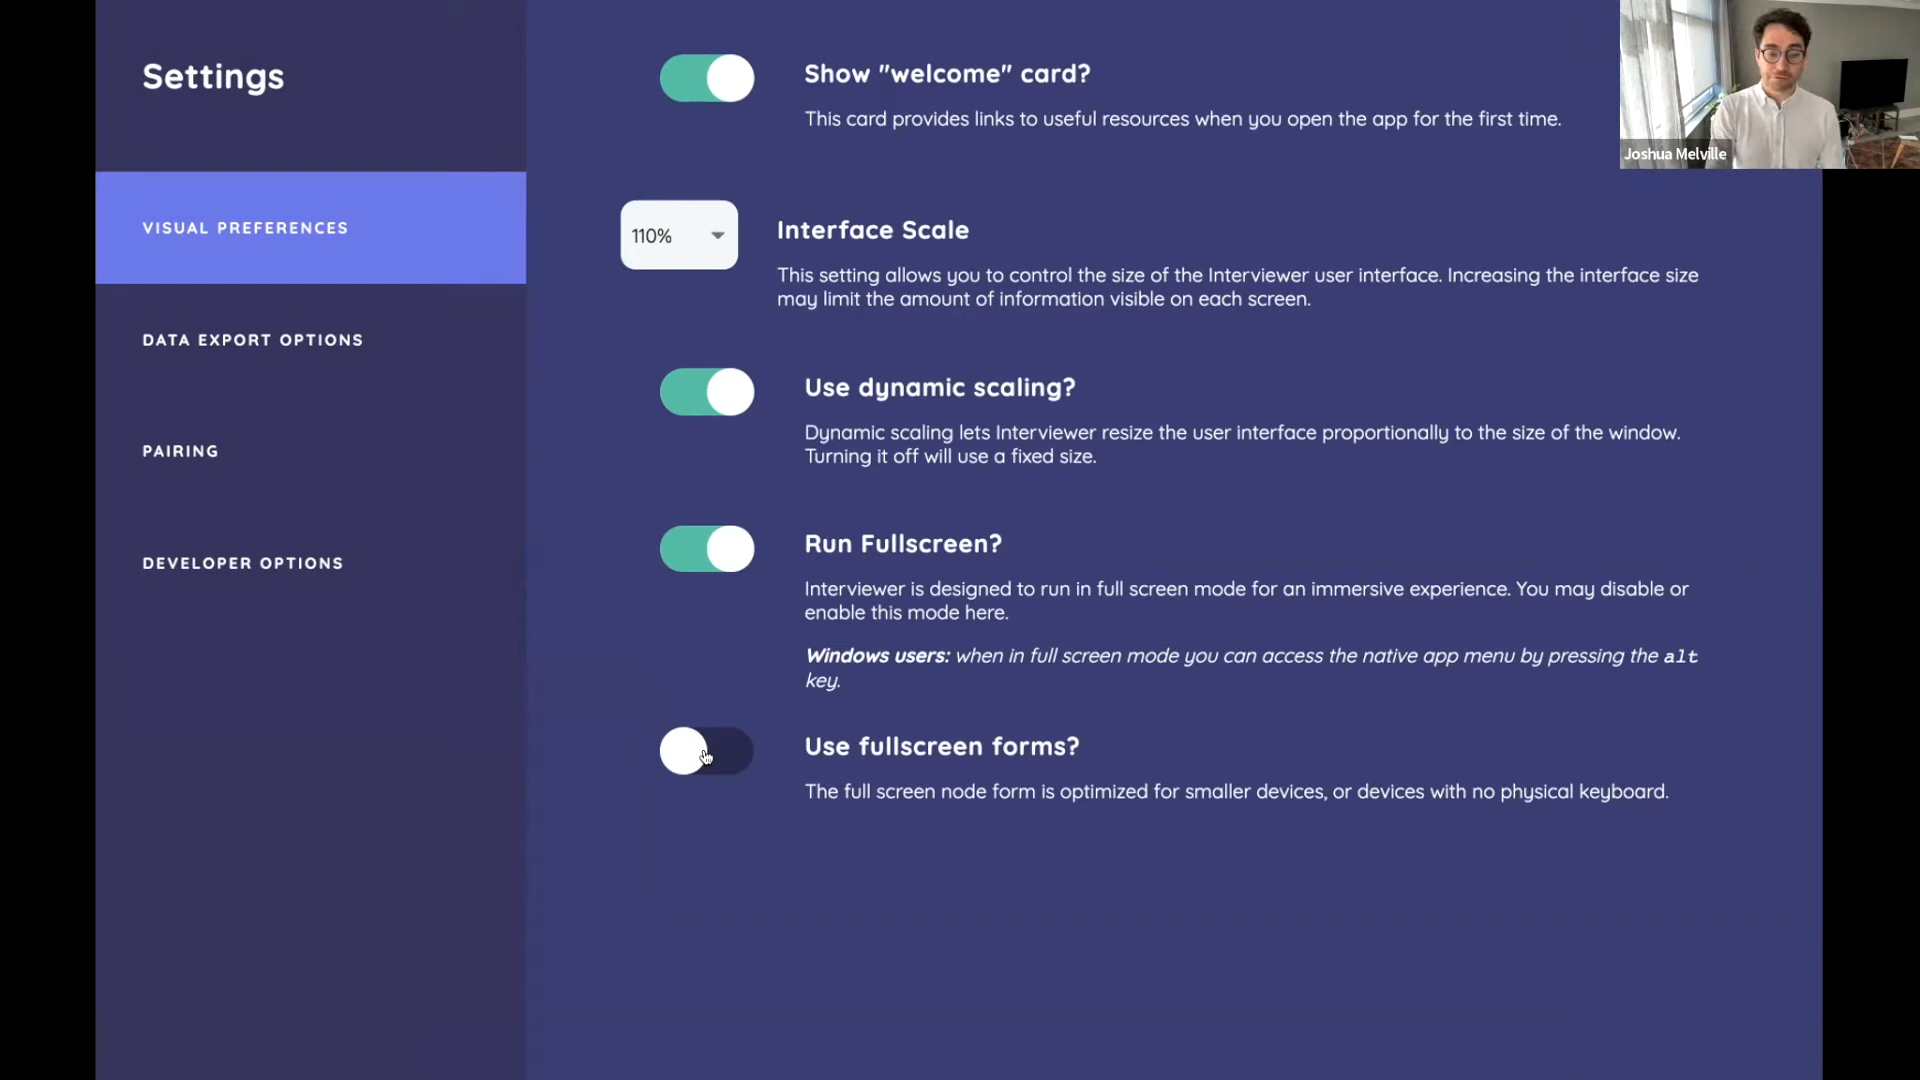 Settings
VISUAL PREFERENCES
DATA EXPORT OPTIONS
PAIRING
DEVELOPER OPTIONS
Show "welcome" card?
This card provides links to useful resources when you open the app for the first time.
110%
Interface Scale
This setting allows you to control the size of the Interviewer user interface. Increasing the interface size
may limit the amount of information visible on each screen.
Use dynamic scaling?
Dynamic scaling lets Interviewer resize the user interface proportionally to the size of the window.
Turning it off will use a fixed size.
Run Fullscreen?
Interviewer is designed to run in full screen mode for an immersive experience. You may disable or
enable this mode here.
Windows users: when in full screen mode you can access the native app menu by pressing the alt
key.
Use fullscreen forms?
The full screen node form is optimized for smaller devices, or devices with no physical keyboard.
Joshua Melville